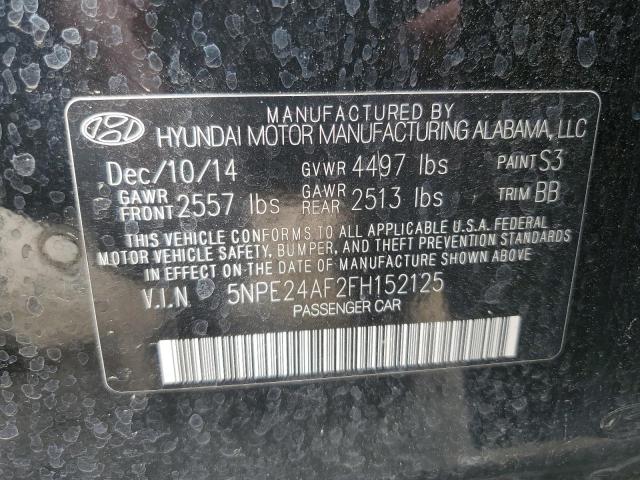 MANUFACTURED BY
HYUNDAI MOTOR MANUFACTURING ALABAMA, LLC
Dec/10/14 GVWR 4497 lbs PAINT S3
GAWR FRONT 2557 lbs GAWR REAR 2513 lbs TRIM BB
THIS VEHICLE CONFORMS TO ALL APPLICABLE U.S.A. FEDERAL
MOTOR VEHICLE SAFETY, BUMPER, AND THEFT PREVENTION STANDARDS
IN EFFECT ON THE DATE OF MANUFACTURE SHOWN ABOVE.
V.I.N 5NPE24AF2FH152125
PASSENGER CAR